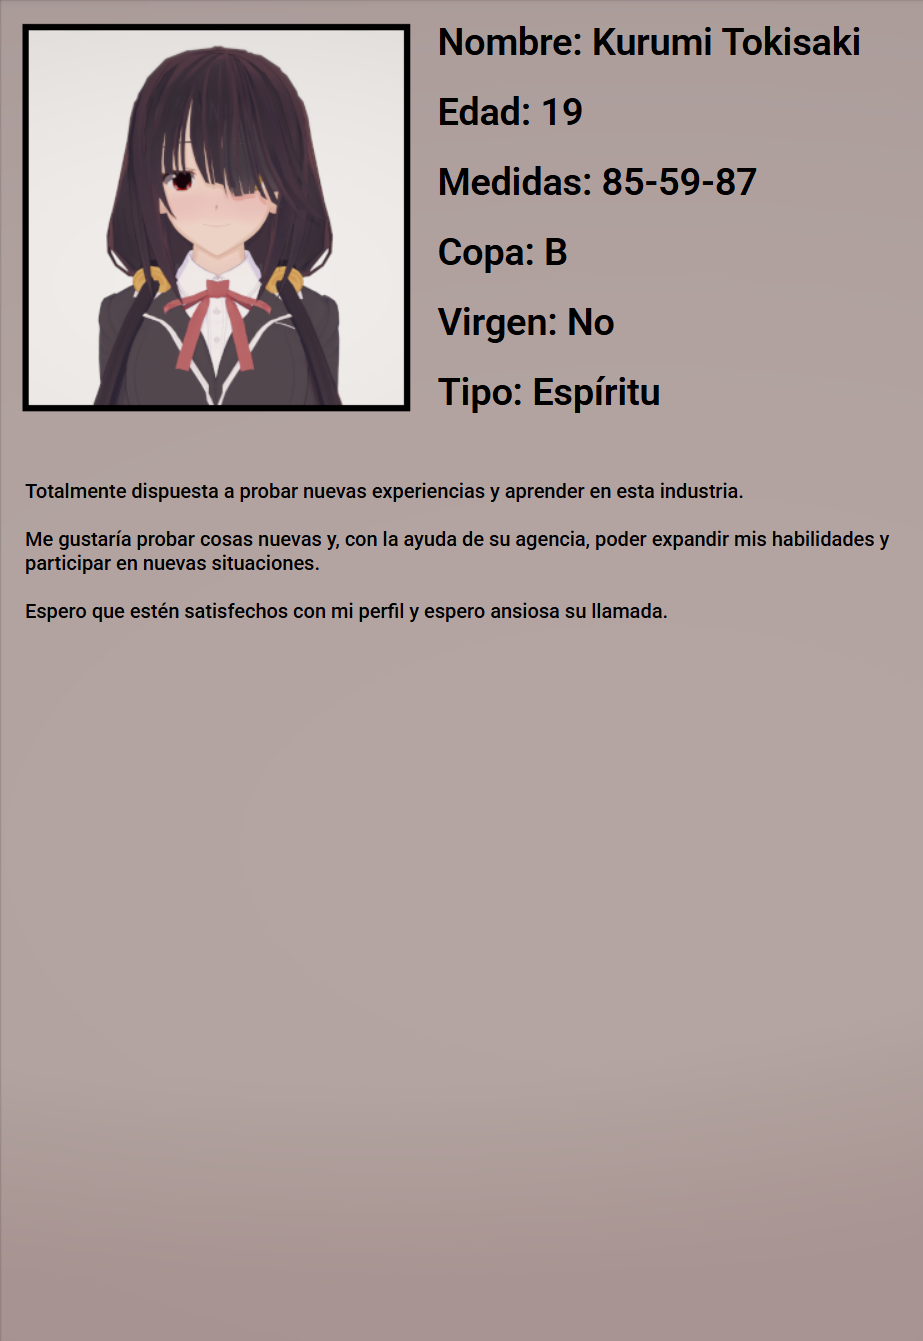 Nombre: Kurumi Tokisaki
Edad: 19
Medidas: 85-59-87
Copa: B
Virgen: No
Tipo: Espíritu
Totalmente dispuesta a probar nuevas experiencias y aprender en esta industria.
Me gustaría probar cosas nuevas y, con la ayuda de su agencia, poder expandir mis habilidades y
participar en nuevas situaciones.
Espero que estén satisfechos con mi perfil y espero ansiosa su llamada.